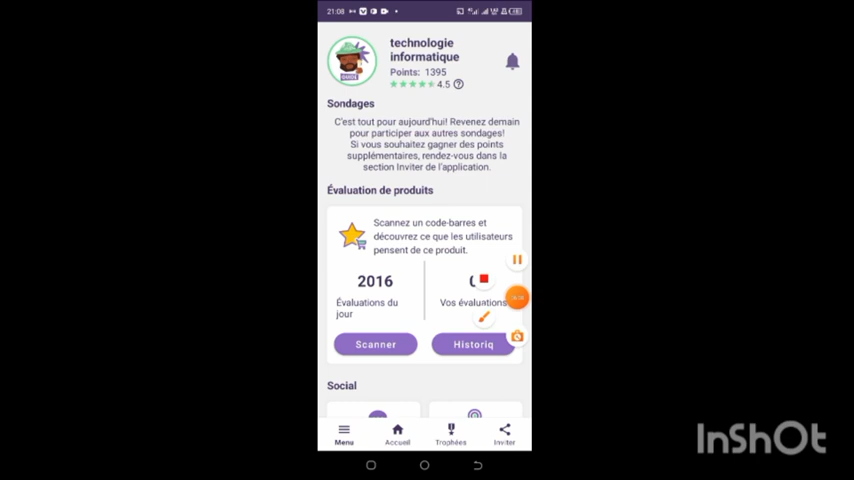 21:08
technologie
informatique
Points: 1395
4.5
Sondages
C'est tout pour aujourd'hui! Revenez demain
pour participer aux autres sondages!
Si vous souhaitez gagner des points
supplémentaires, rendez-vous dans la
section Inviter de l'application.
Évaluation de produits
Scannez un code-barres et
découvrez ce que les utilisateurs
pensent de ce produit.
2016
Évaluations du
jour
Vos évaluations
Scanner
Historiq
Social
Menu
Accueil
Trophées
Inviter
InShOt